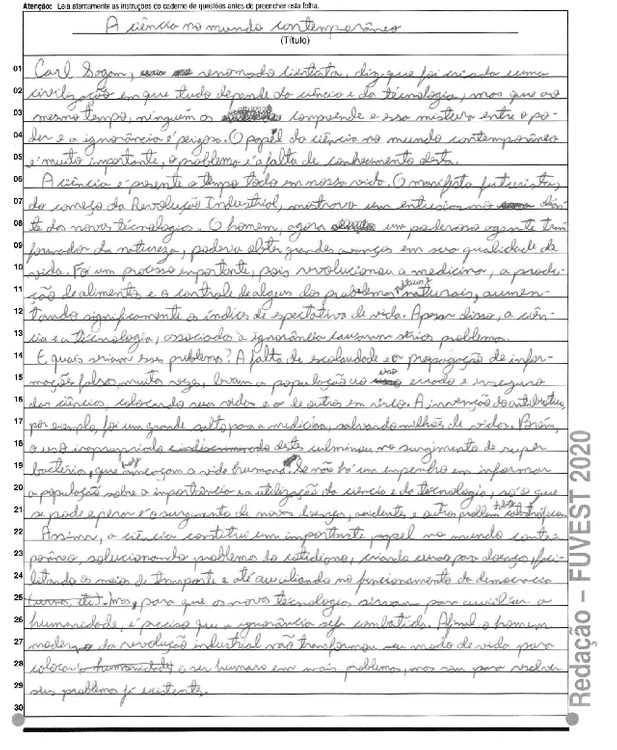 Atenção: Leia atentamente as instruções do caderno de questões antes de preencher esta folha.
A ciência no mundo contemporâneo
(Título)
01 Carl Sagan, renomado cientista, diz que foi criada uma
02 civilização em que tudo depende da ciência e da tecnologia, mas que ao
03 mesmo tempo, ninguém os compreende e essa mistura entre o po-
04 der e a ignorância é perigosa. O papel da ciência no mundo contemporâneo
05 é muito importante, o problema é a falta de conhecimento desta.
06 A ciência é presente o tempo todo em nossa vida. O manifesto futurista,
07 do começo da Revolução Industrial, mostrava um entusiasmo dian-
08 te das novas tecnologias. O homem, agora um poderoso agente trans
09 formador da natureza, poderia obter grandes avanços em sua qualidade de
10 vida. Foi um processo importante, pois revolucionou a medicina, a produ-
11 ção de alimentos e o controle de alguns dos problemas naturais, aumen-
12 tando significamente os índices de espectativa de vida. Apesar disso, a ciên-
13 cia e a tecnologia, associados a ignorância causaram sérios problemas.
14 E quais seriam esses problemas? A falta de escolaridade e a propagação de infor-
15 mações falsas, muitas vezes, levam a população ao uso errado e inseguro
16 das ciências, colocando sua vida e a de outros em risco. A invenção do antibiótico,
17 por exemplo, foi um grande salto para a medicina, salvando milhões de vidas. Porém,
18 o uso inapropriado indiscriminado deste culminou no surgimento de super
19 bactéria, que hoje ameaçam a vida humana. Se não há um empenho em informar
20 a população sobre a importância e a utilização da ciência e da tecnologia, só o que
21 se pode esperar é o surgimento de novas doenças, acidentes e outros problemas catastróficos.
22 Assim, a ciência constitui um importante papel no mundo contem-
23 porâneo, solucionando problemas do cotidiano, criando curas para doenças, faci-
24 litando os meios de transporte e até auxiliando no funcionamento da democracia
25 Mas, para que as novas tecnologias sirvam para auxiliar a
26 humanidade, é preciso que a ignorância seja combatida. Afinal o homem
27 moderno da revolução industrial não transformou seu modo de vida para
28 colocar o ser humano em mais problemas, mas sim para resolver
29 seus problemas já existentes.
30
Redação – FUVEST 2020